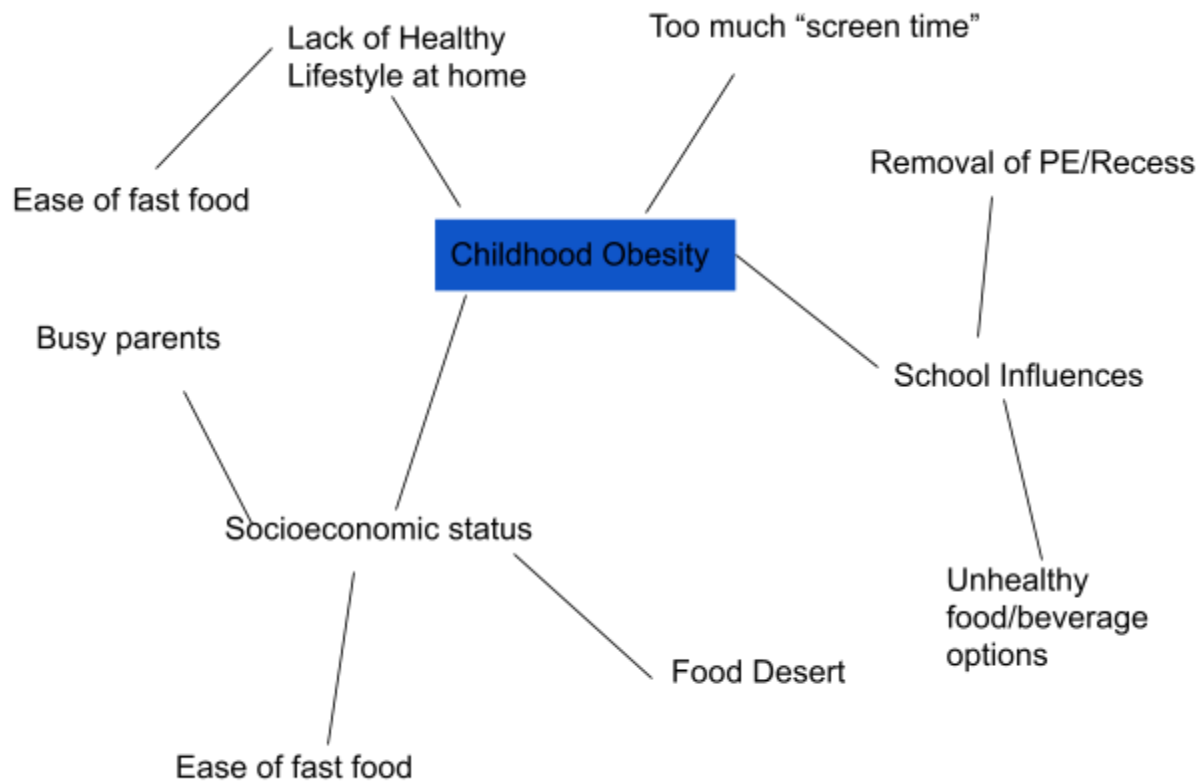 Too much “screen time”
Lack of Healthy
Lifestyle at home
Removal of PE/Recess
Ease of fast food
Childhood Obesity
Busy parents
School Influences
Socioeconomic status
Unhealthy
food/beverage
options
Food Desert
Ease of fast food